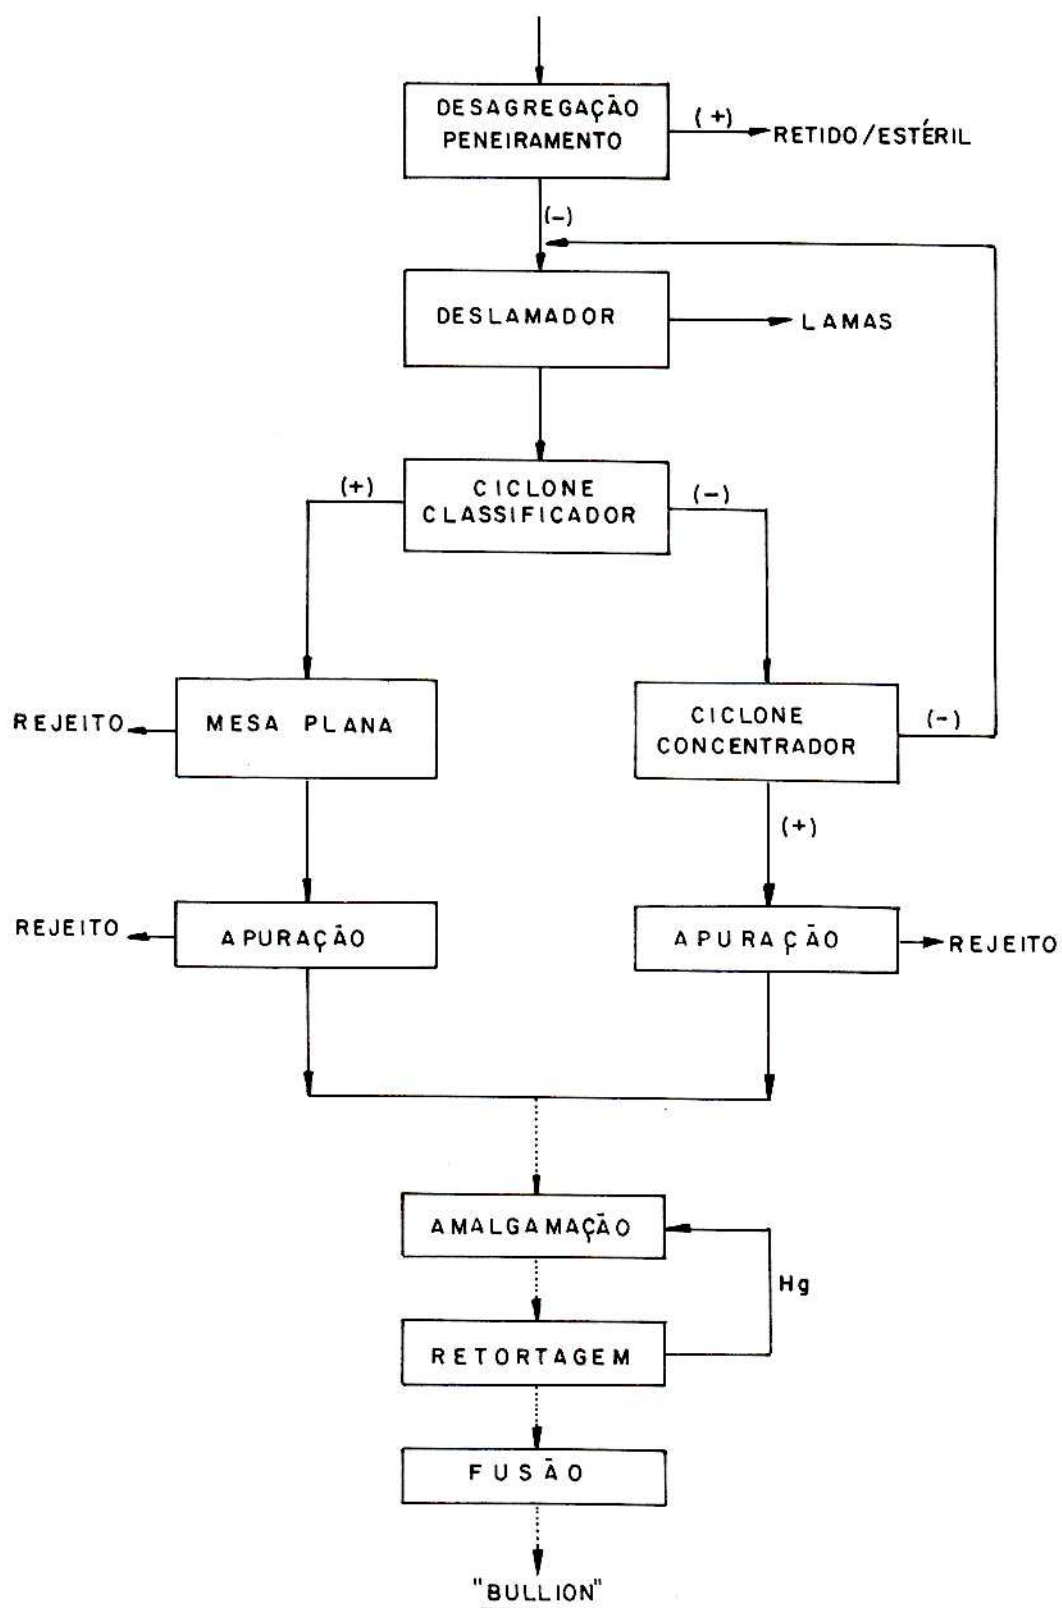 DESAGREGAÇÃO
PENEIRAMENTO
(+)
RETIDO/ESTÉRIL
(-)
DESLAMADOR
LAMAS
(+)
CICLONE
CLASSIFICADOR
(-)
REJEITO
MESA PLANA
CICLONE
CONCENTRADOR
(-)
(+)
REJEITO
APURAÇÃO
APURAÇÃO
REJEITO
AMALGAMAÇÃO
Hg
RETORTAGEM
FUSÃO
"BULLION"